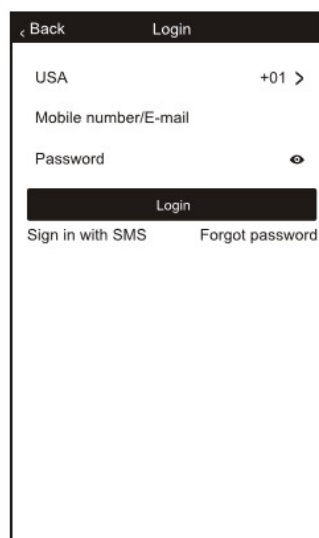 ‹ Back Login
USA +01 >
Mobile number/E-mail
Password
Login
Sign in with SMS Forgot password